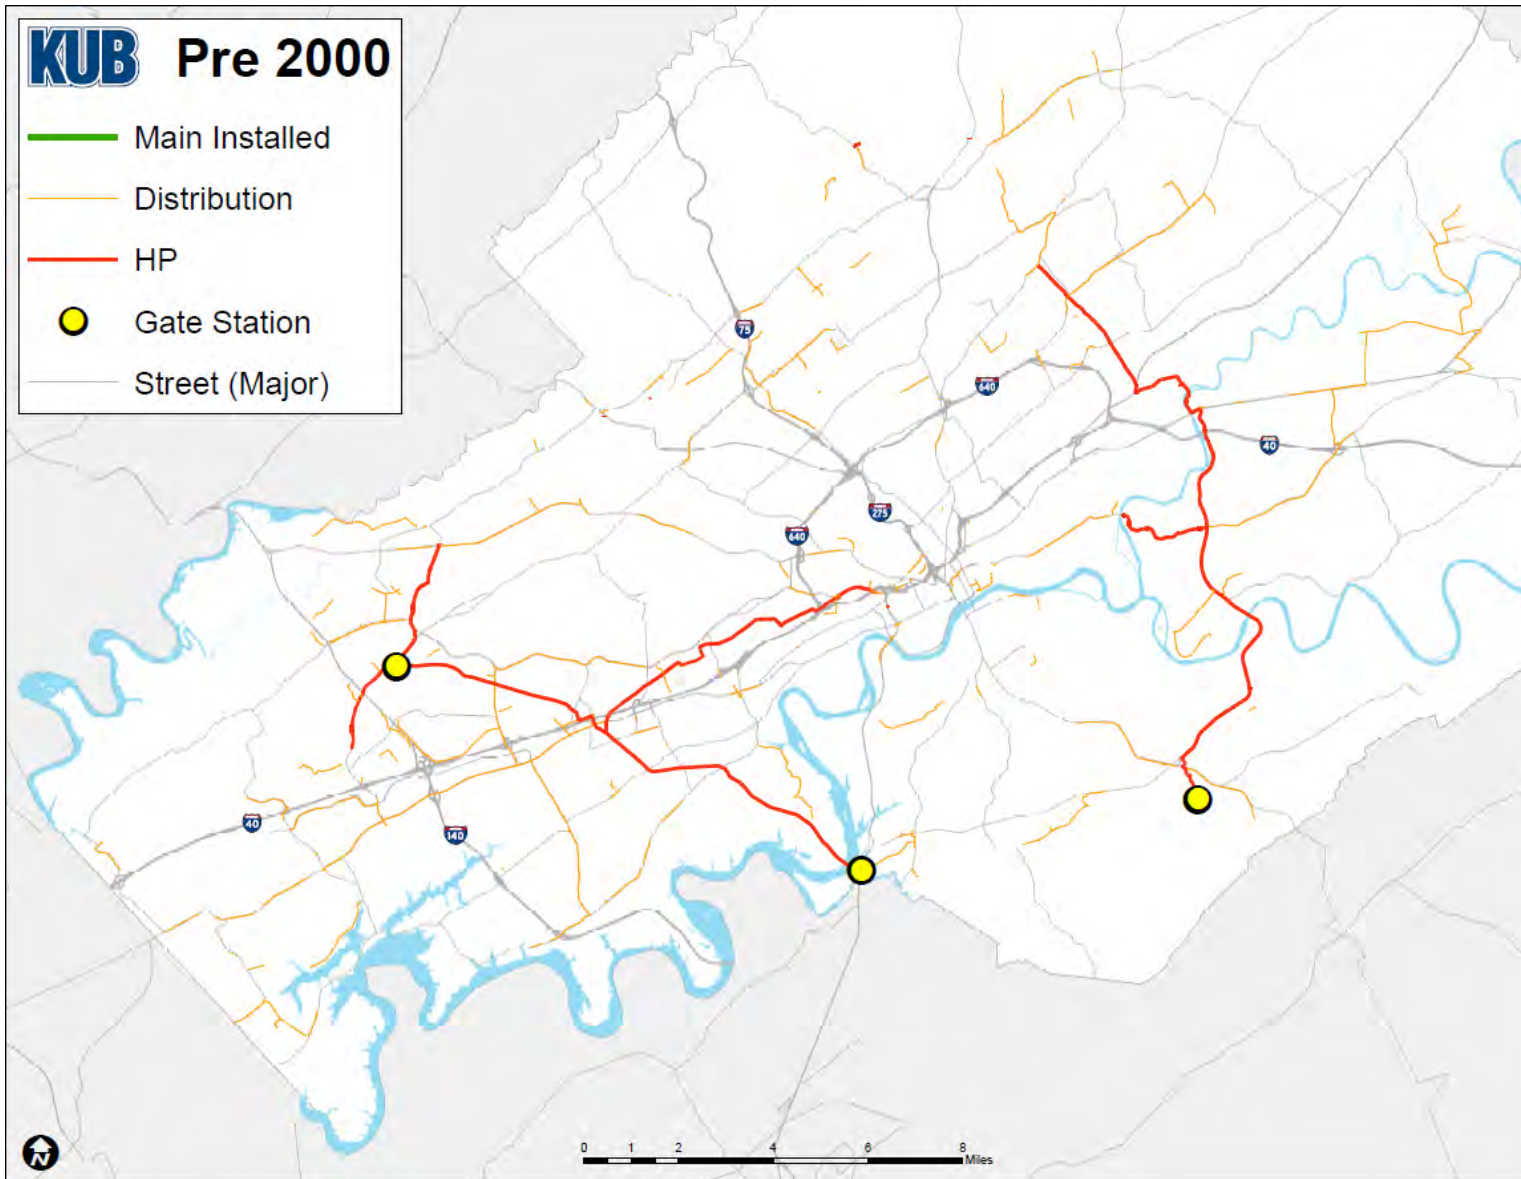 KUB Pre 2000
Main Installed
Distribution
HP
Gate Station
Street (Major)
75
640
40
275
640
40
140
0 1 2 4 6 8
Miles
N